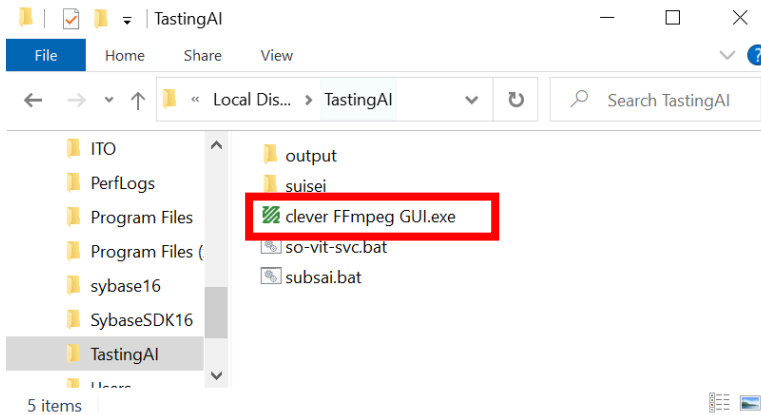 TastingAI
File Home Share View
« Local Dis... > TastingAI Search TastingAI
ITO
PerfLogs
Program Files
Program Files (
sybase16
SybaseSDK16
TastingAI
Users
output
suisei
clever FFmpeg GUI.exe
so-vit-svc.bat
subsai.bat
5 items